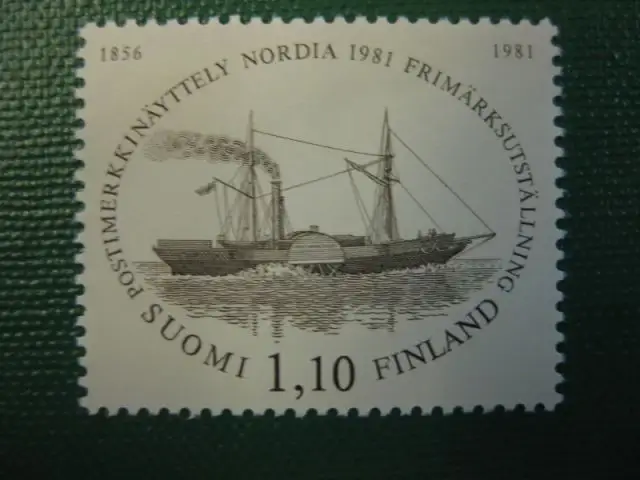 1856
1981
POSTIMERKKINÄYTTELY NORDIA 1981 FRIMÄRKSUTSTÄLLNING
SUOMI 1,10 FINLAND